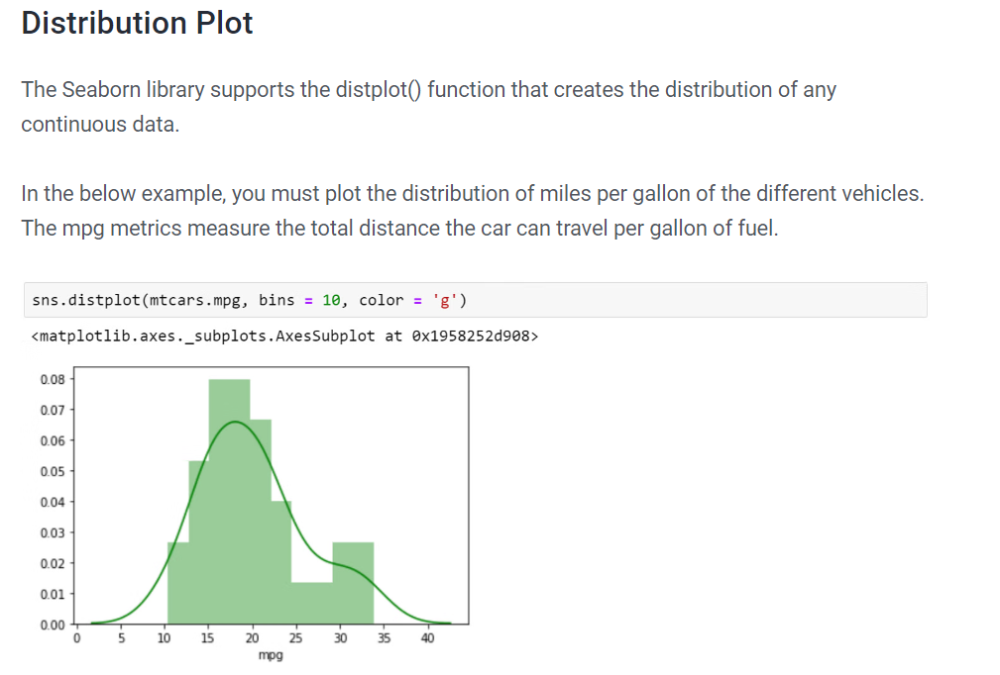 Distribution Plot
The Seaborn library supports the distplot() function that creates the distribution of any
continuous data.
In the below example, you must plot the distribution of miles per gallon of the different vehicles.
The mpg metrics measure the total distance the car can travel per gallon of fuel.
sns.distplot(mtcars.mpg, bins = 10, color = 'g')
<matplotlib.axes._subplots.AxesSubplot at 0x1958252d908>
0.08
0.07
0.06
0.05
0.04
0.03
0.02
0.01
0.00
0 5 10 15 20 25 30 35 40
mpg